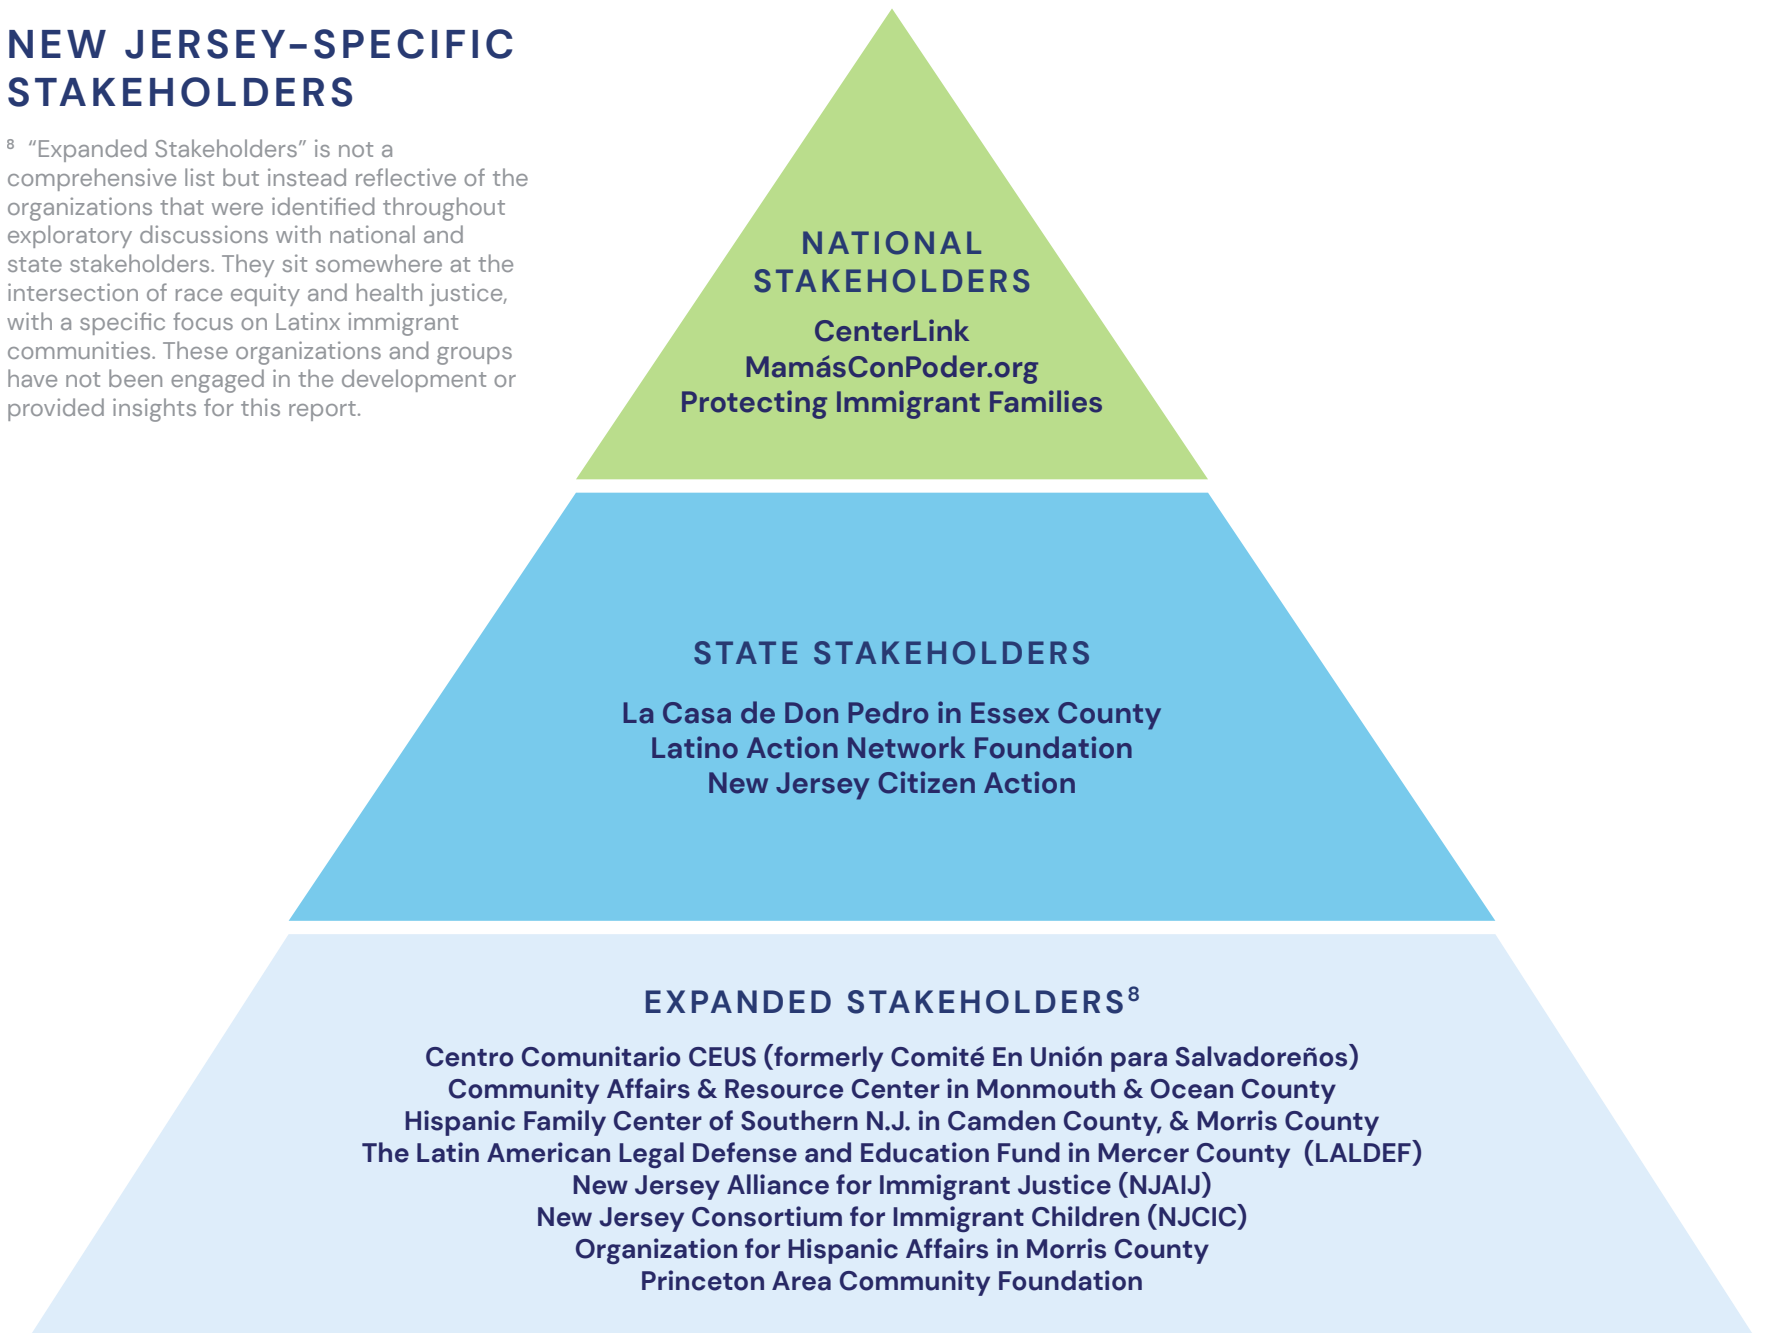 NEW JERSEY-SPECIFIC
STAKEHOLDERS
⁸ “Expanded Stakeholders” is not a
comprehensive list but instead reflective of the
organizations that were identified throughout
exploratory discussions with national and
state stakeholders. They sit somewhere at the
intersection of race equity and health justice,
with a specific focus on Latinx immigrant
communities. These organizations and groups
have not been engaged in the development or
provided insights for this report.
NATIONAL
STAKEHOLDERS
CenterLink
MamásConPoder.org
Protecting Immigrant Families
STATE STAKEHOLDERS
La Casa de Don Pedro in Essex County
Latino Action Network Foundation
New Jersey Citizen Action
EXPANDED STAKEHOLDERS⁸
Centro Comunitario CEUS (formerly Comité En Unión para Salvadoreños)
Community Affairs & Resource Center in Monmouth & Ocean County
Hispanic Family Center of Southern N.J. in Camden County, & Morris County
The Latin American Legal Defense and Education Fund in Mercer County (LALDEF)
New Jersey Alliance for Immigrant Justice (NJAIJ)
New Jersey Consortium for Immigrant Children (NJCIC)
Organization for Hispanic Affairs in Morris County
Princeton Area Community Foundation